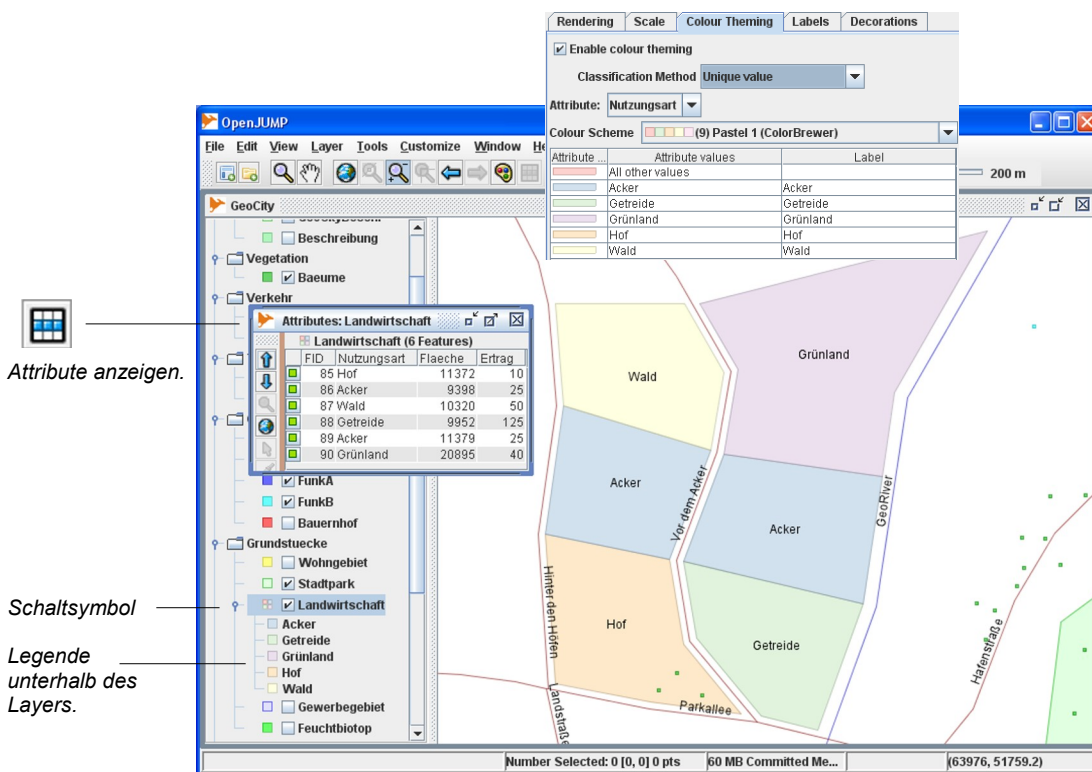 Rendering Scale Colour Theming Labels Decorations
Enable colour theming
Classification Method Unique value
Attribute: Nutzungsart
Colour Scheme (9) Pastel 1 (ColorBrewer)
Attribute ... Attribute values Label
All other values
Acker Acker
Getreide Getreide
Grünland Grünland
Hof Hof
Wald Wald
OpenJUMP
File Edit View Layer Tools Customize Window
200 m
GeoCity
Beschreibung
Vegetation
Baeume
Verkehr
Attributes: Landwirtschaft
Landwirtschaft (6 Features)
FID Nutzungsart Flaeche Ertrag
85 Hof 11372 10
86 Acker 9398 25
87 Wald 10320 50
88 Getreide 9952 125
89 Acker 11379 25
90 Grünland 20895 40
FunkA
FunkB
Bauernhof
Grundstuecke
Wohngebiet
Stadtpark
Landwirtschaft
Acker
Getreide
Grünland
Hof
Wald
Gewerbegebiet
Feuchtbiotop
Attribute anzeigen.
Schaltsymbol
Legende
unterhalb des
Layers.
Wald
Grünland
Acker
Acker
Hof
Getreide
Vor dem Acker
GeoRiver
Hinter den Höfen
Landstraße
Parkallee
Hafenstraße
Number Selected: 0 [0, 0] 0 pts 60 MB Committed Me... (63976, 51759.2)